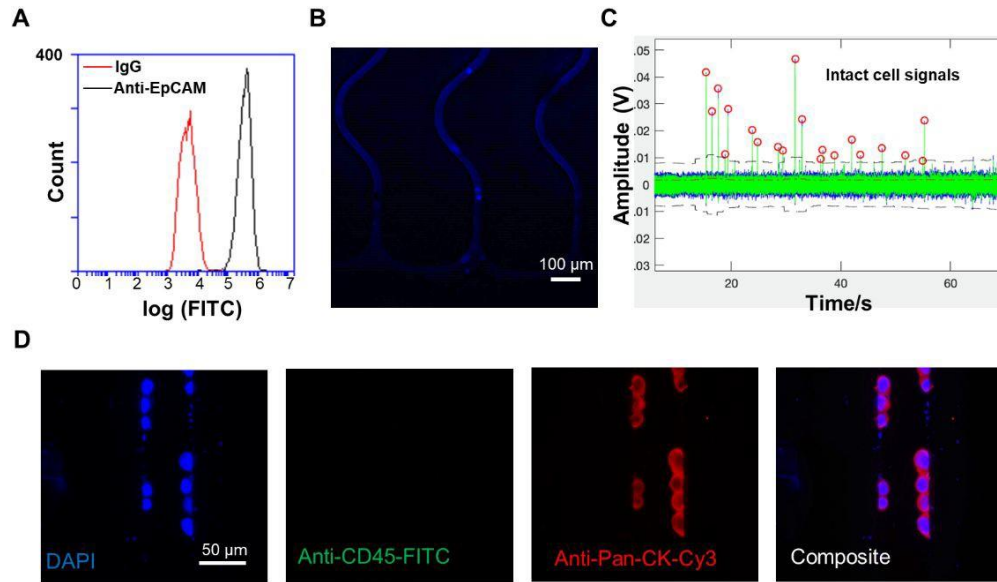 A
400
IgG
Anti-EpCAM
Count
0 1 2 3 4 5 6 7
log (FITC)
B
100 µm
C
Intact cell signals
.05
.04
.03
.02
.01
0
.01
.02
.03
Amplitude (V)
20 40 60
Time/s
D
DAPI
50 µm
Anti-CD45-FITC
Anti-Pan-CK-Cy3
Composite